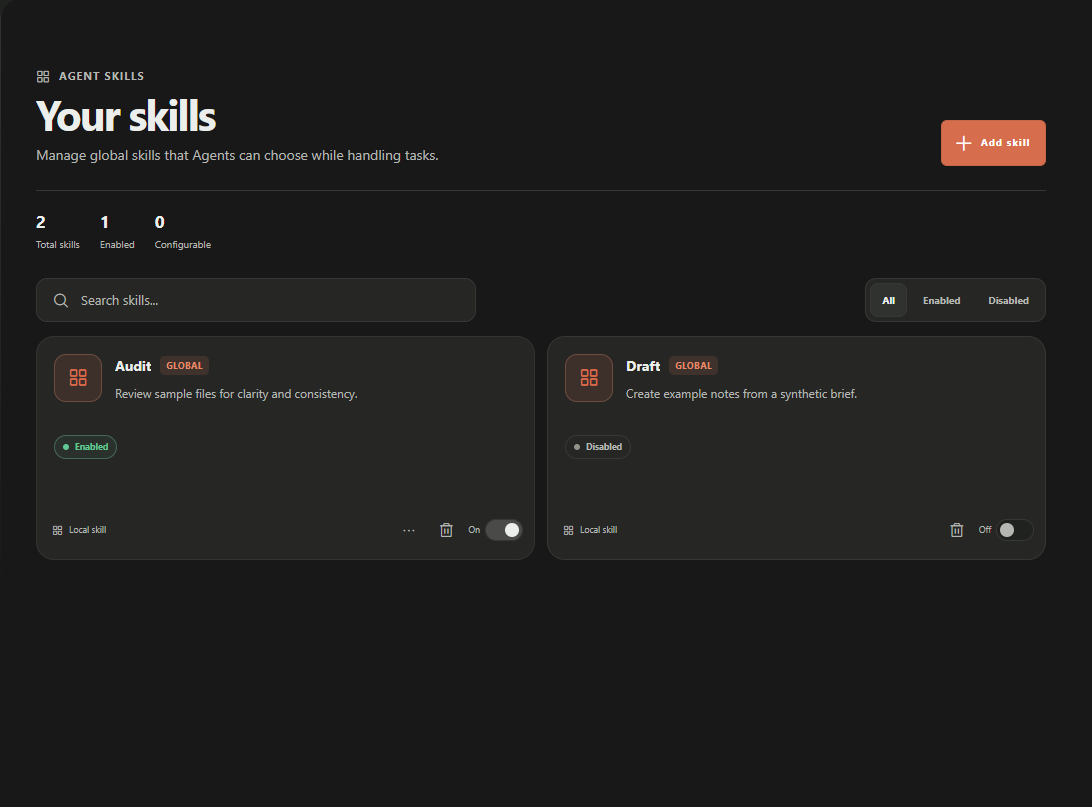 AGENT SKILLS
Your skills
Manage global skills that Agents can choose while handling tasks.
Add skill
2 1 0
Total skills Enabled Configurable
Search skills...
All Enabled Disabled
Audit GLOBAL
Review sample files for clarity and consistency.
Enabled
Local skill ... On
Draft GLOBAL
Create example notes from a synthetic brief.
Disabled
Local skill Off